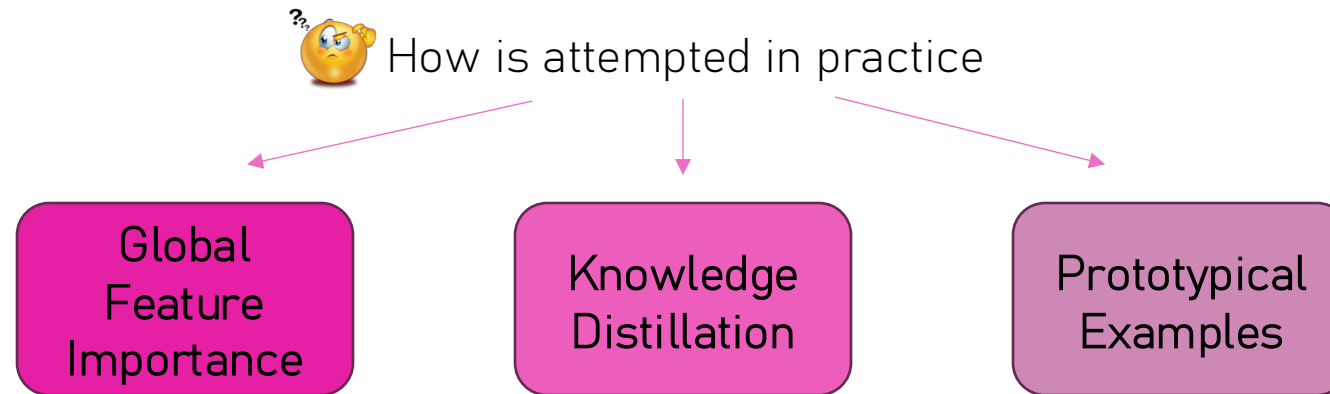 ???
How is attempted in practice
Global
Feature
Importance
Knowledge
Distillation
Prototypical
Examples